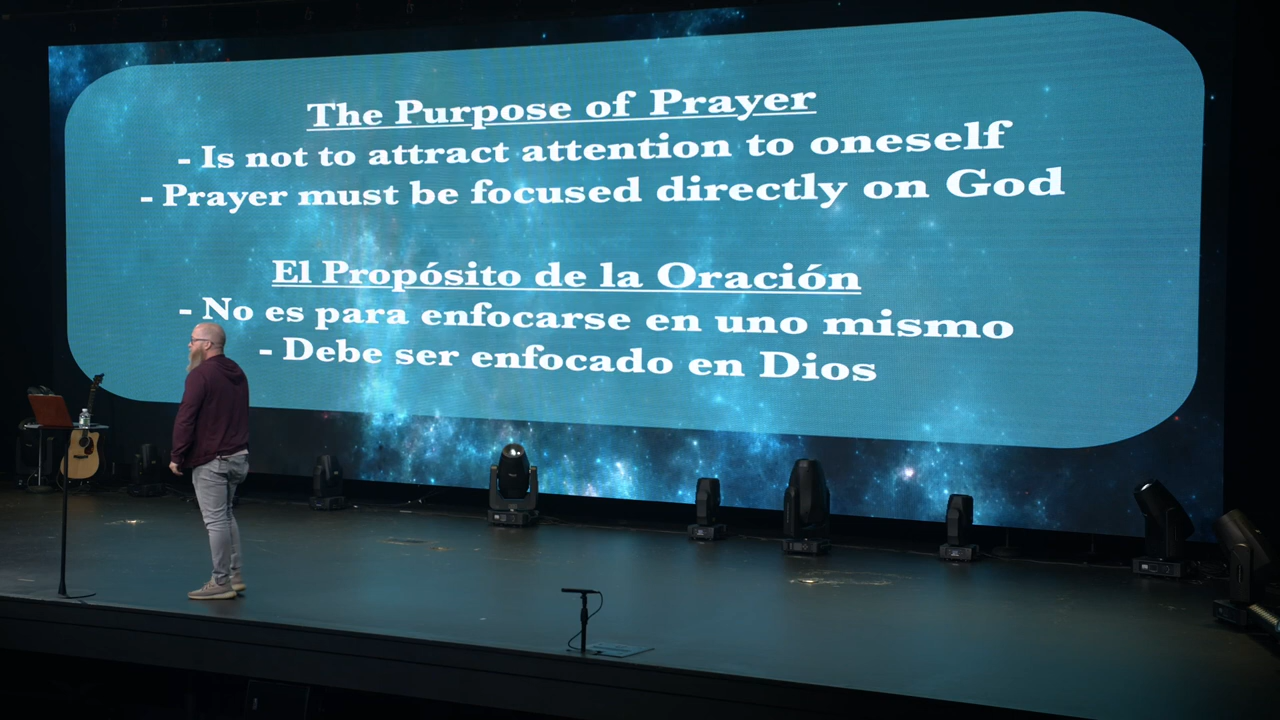 The Purpose of Prayer
- Is not to attract attention to oneself
- Prayer must be focused directly on God
El Propósito de la Oración
- No es para enfocarse en uno mismo
- Debe ser enfocado en Dios